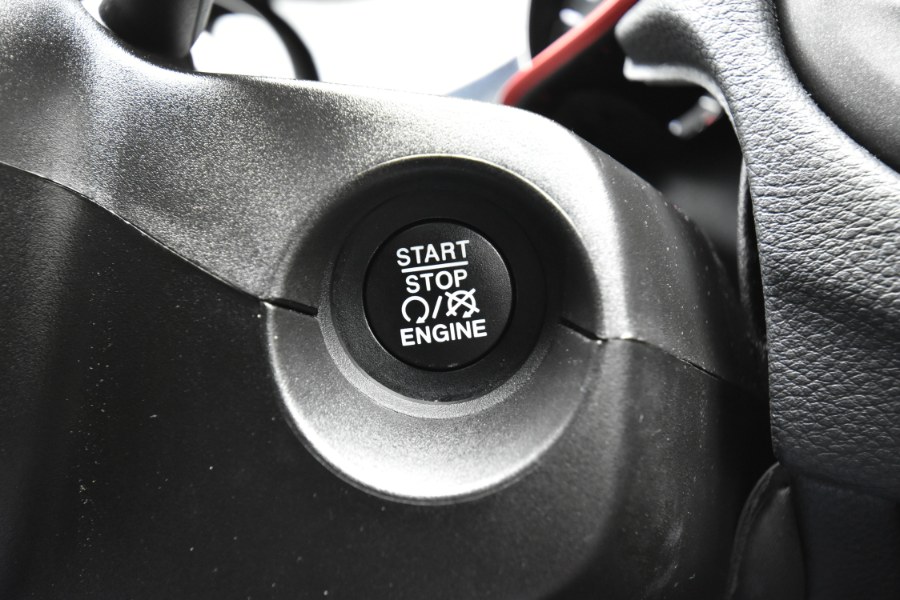 START
STOP
/
ENGINE